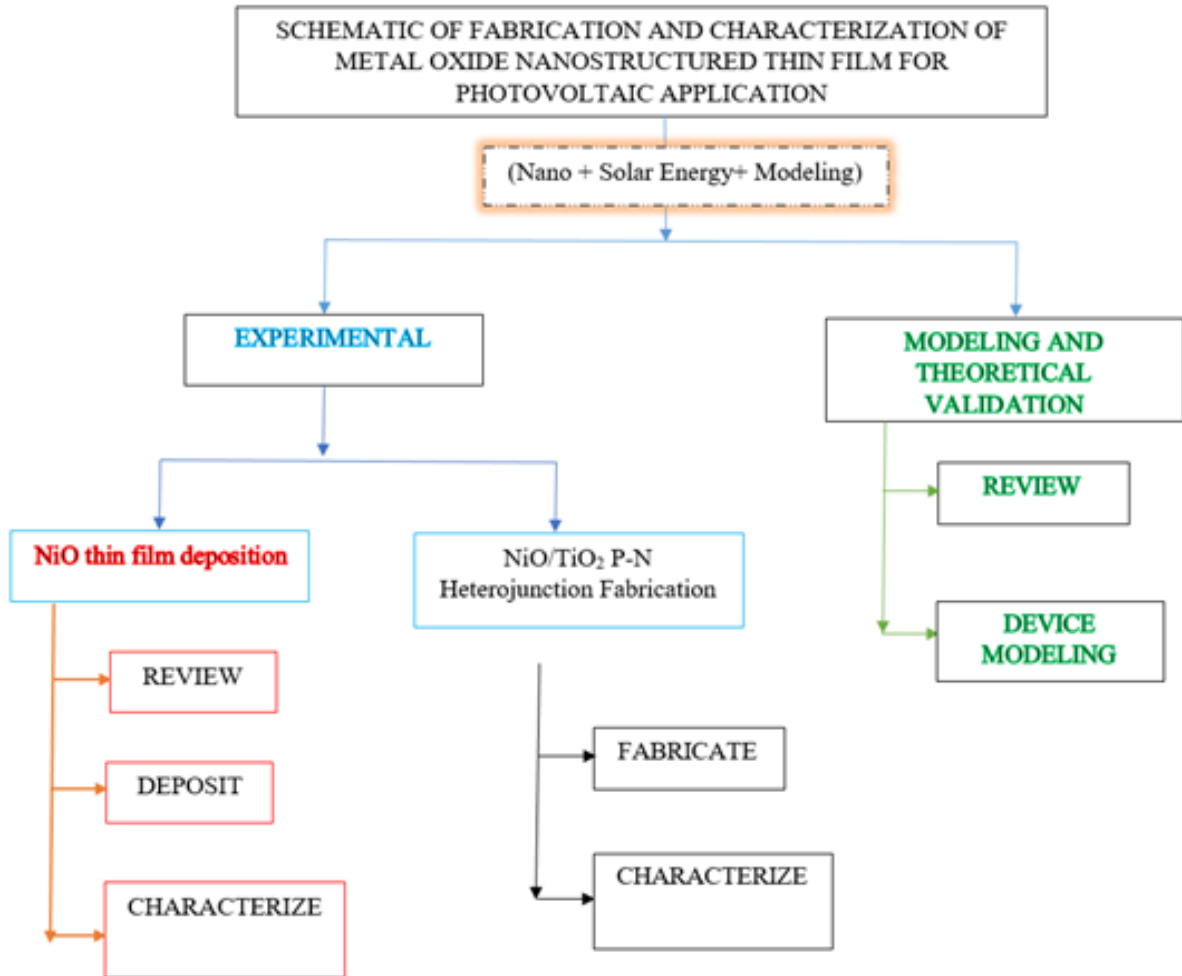 SCHEMATIC OF FABRICATION AND CHARACTERIZATION OF
METAL OXIDE NANOSTRUCTURED THIN FILM FOR
PHOTOVOLTAIC APPLICATION
(Nano + Solar Energy+ Modeling)
EXPERIMENTAL
MODELING AND
THEORETICAL
VALIDATION
NiO thin film deposition
REVIEW
DEPOSIT
CHARACTERIZE
NiO/TiO₂ P-N
Heterojunction Fabrication
FABRICATE
CHARACTERIZE
REVIEW
DEVICE
MODELING